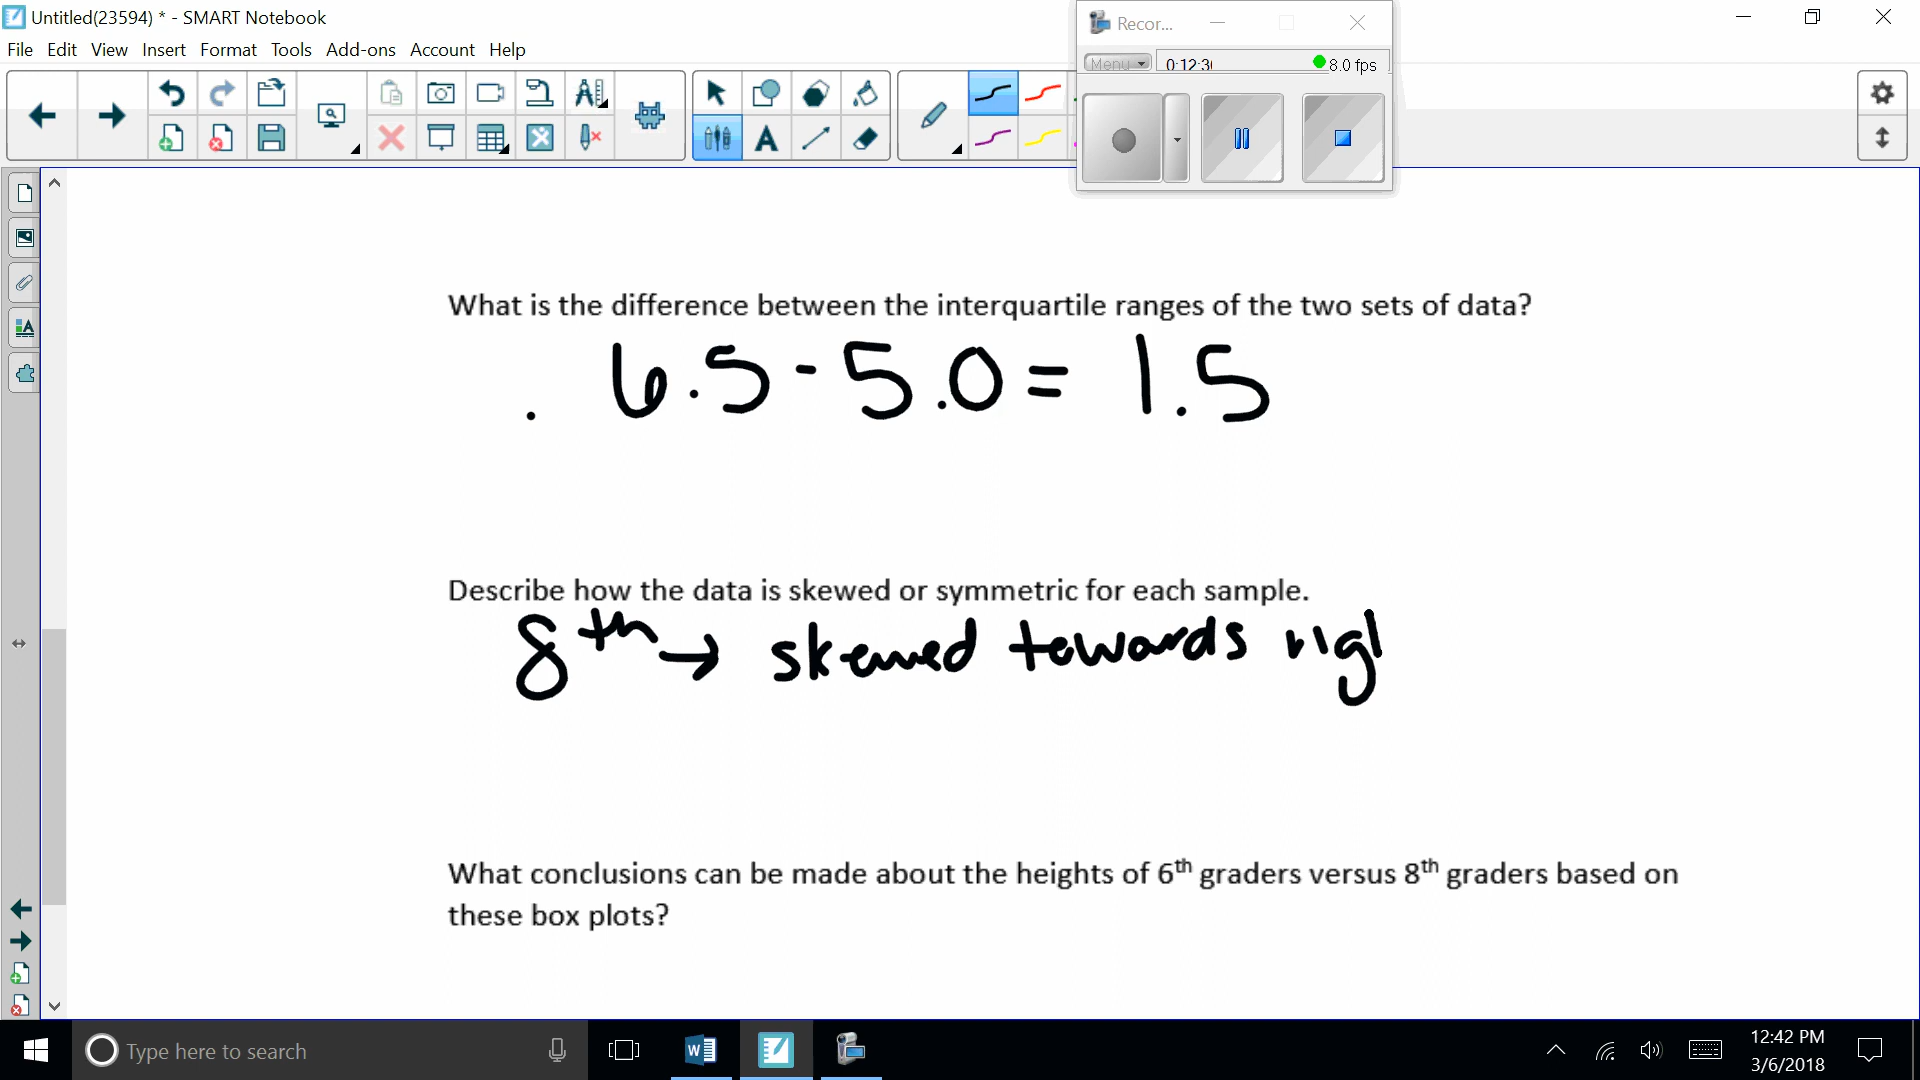 Untitled(23594) * - SMART Notebook
Recor...
File Edit View Insert Format Tools Add-ons Account Help
Menu
8.0 fps
A
What is the difference between the interquartile ranges of the two sets of data?
6.5 - 5.0 = 1.5
Describe how the data is skewed or symmetric for each sample.
8th → skewed towards righ
What conclusions can be made about the heights of 6th graders versus 8th graders based on
these box plots?
Type here to search
12:42 PM
3/6/2018